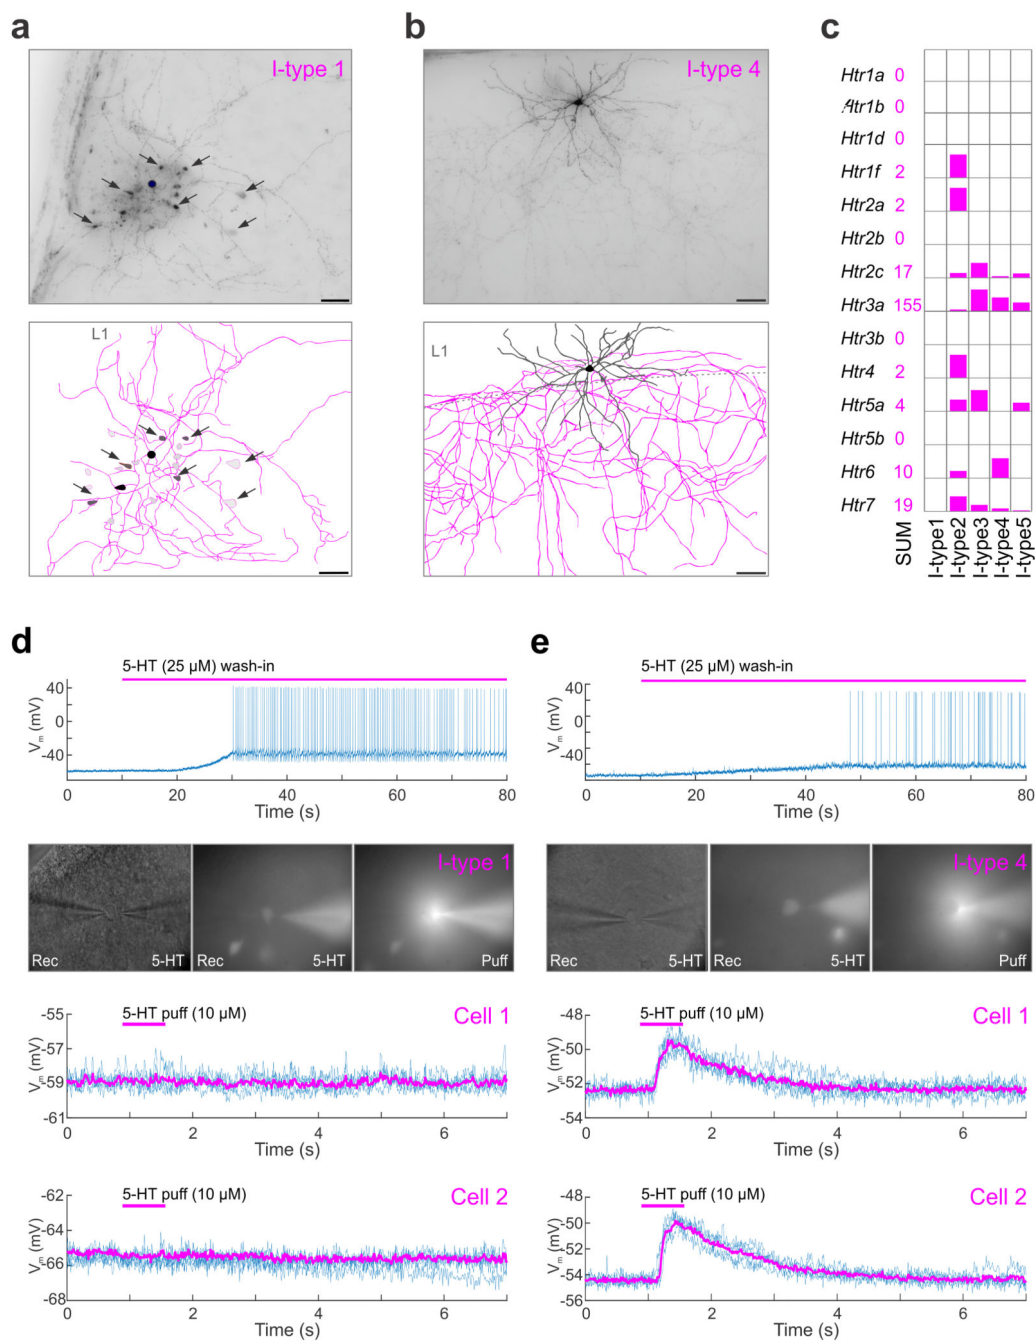 a
b
c
I-type 1
I-type 4
L1
L1
Htr1a 0
Htr1b 0
Htr1d 0
Htr1f 2
Htr2a 2
Htr2b 0
Htr2c 17
Htr3a 155
Htr3b 0
Htr4 2
Htr5a 4
Htr5b 0
Htr6 10
Htr7 19
SUM
I-type1
I-type2
I-type3
I-type4
I-type5
d
5-HT (25 µM) wash-in
Vm (mV)
40
0
-40
0 20 40 60 80
Time (s)
e
5-HT (25 µM) wash-in
Vm (mV)
40
0
-40
0 20 40 60 80
Time (s)
I-type 1
Rec 5-HT Rec 5-HT Puff
I-type 4
Rec 5-HT Rec 5-HT Puff
5-HT puff (10 µM)
Cell 1
Vm (mV)
-55
-57
-59
-61
0 2 4 6
Time (s)
5-HT puff (10 µM)
Cell 1
Vm (mV)
-48
-50
-52
-54
0 2 4 6
Time (s)
5-HT puff (10 µM)
Cell 2
Vm (mV)
-62
-64
-66
-68
0 2 4 6
Time (s)
5-HT puff (10 µM)
Cell 2
Vm (mV)
-48
-50
-52
-54
-56
0 2 4 6
Time (s)